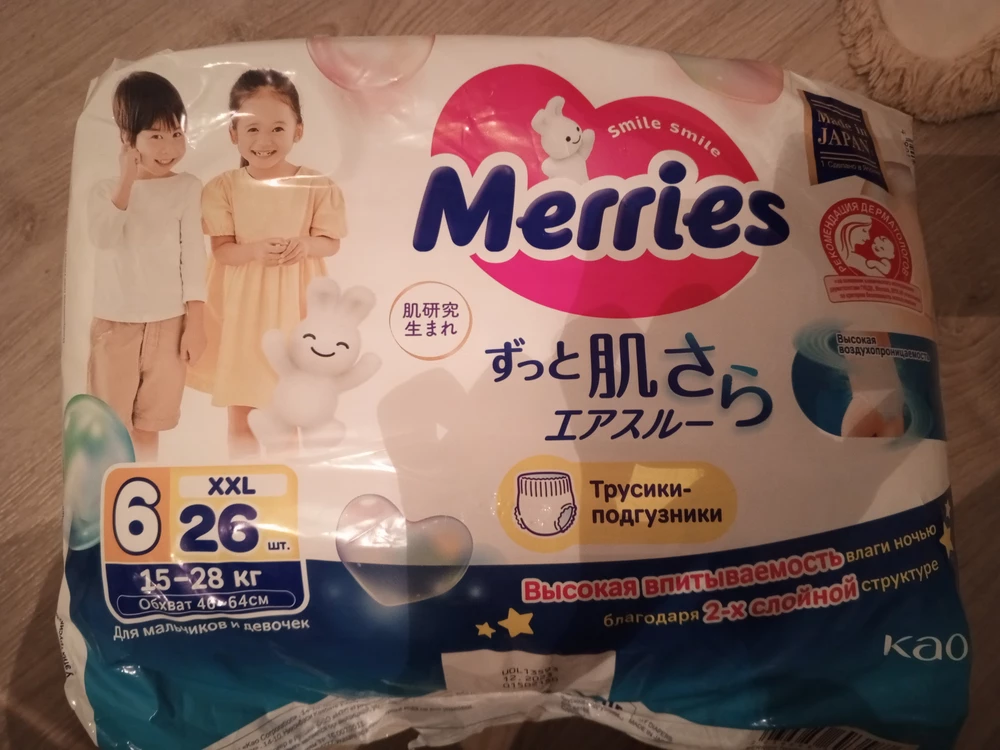 Smile smile
Merries
Made in
JAPAN
РЕКОМЕНДАЦИЯ ДЕРМАТОЛОГОВ
肌研究
生まれ
ずっと肌さら
エアスルー
Высокая
воздухопроницаемость
6
XXL
26 шт.
15–28 кг
Обхват 46-64см
Для мальчиков и девочек
Трусики-
подгузники
Высокая впитываемость влаги ночью
благодаря 2-х слойной структуре
Kao